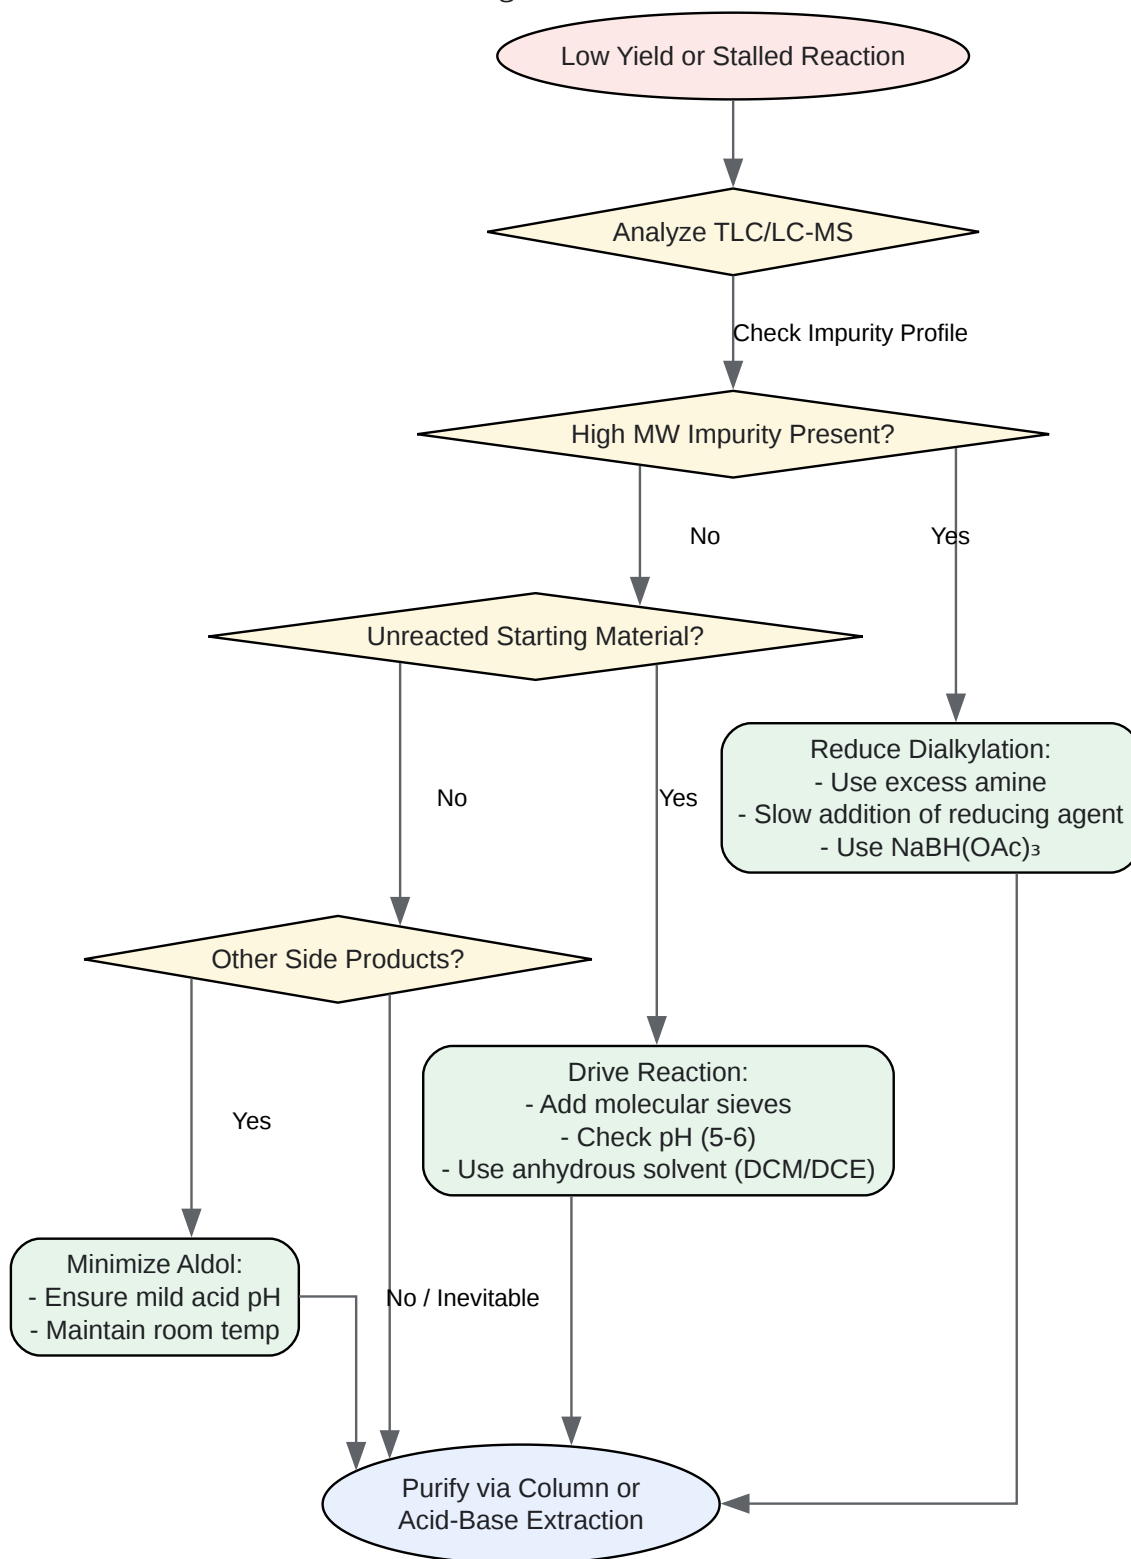 Low Yield or Stalled Reaction
Analyze TLC/LC-MS
Check Impurity Profile
High MW Impurity Present?
No
Yes
Unreacted Starting Material?
Reduce Dialkylation:
- Use excess amine
- Slow addition of reducing agent
- Use NaBH(OAc)₃
No
Yes
Other Side Products?
Drive Reaction:
- Add molecular sieves
- Check pH (5-6)
- Use anhydrous solvent (DCM/DCE)
Yes
Minimize Aldol:
- Ensure mild acid pH
- Maintain room temp
No / Inevitable
Purify via Column or
Acid-Base Extraction